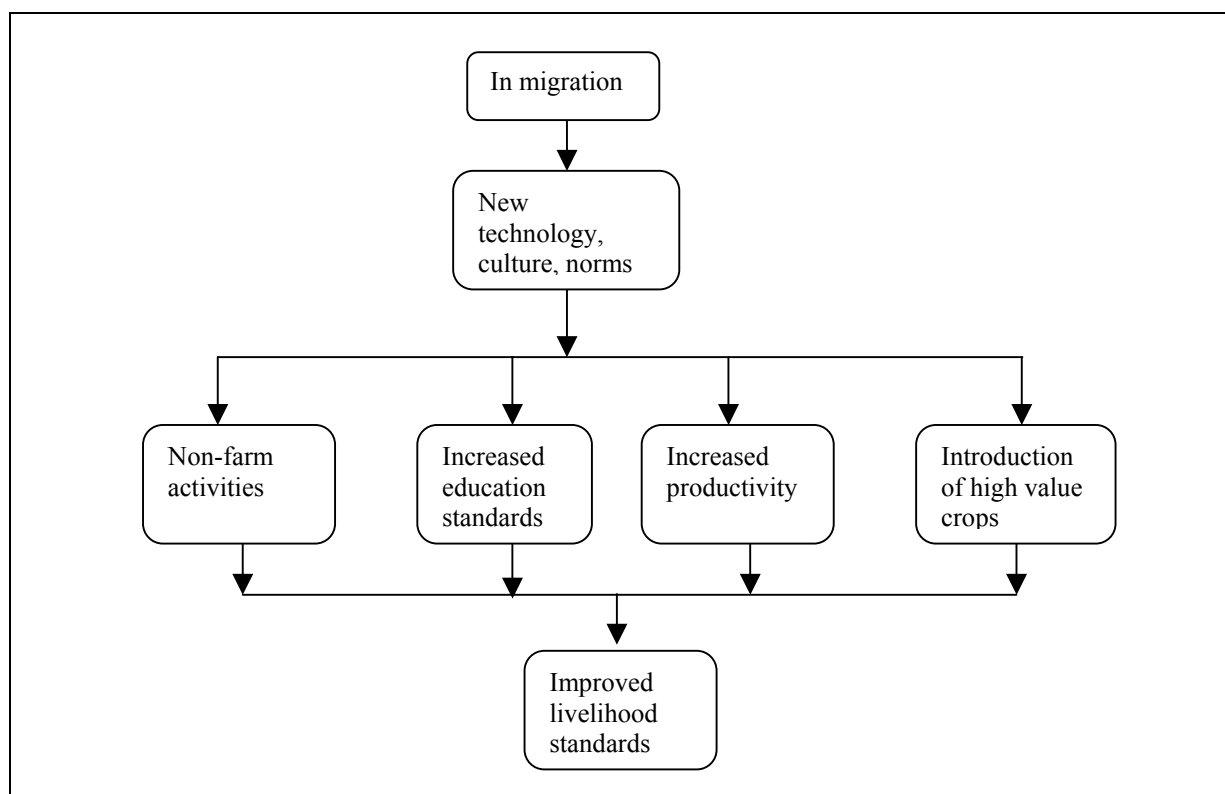 In migration
New
technology,
culture, norms
Non-farm
activities
Increased
education
standards
Increased
productivity
Introduction
of high value
crops
Improved
livelihood
standards